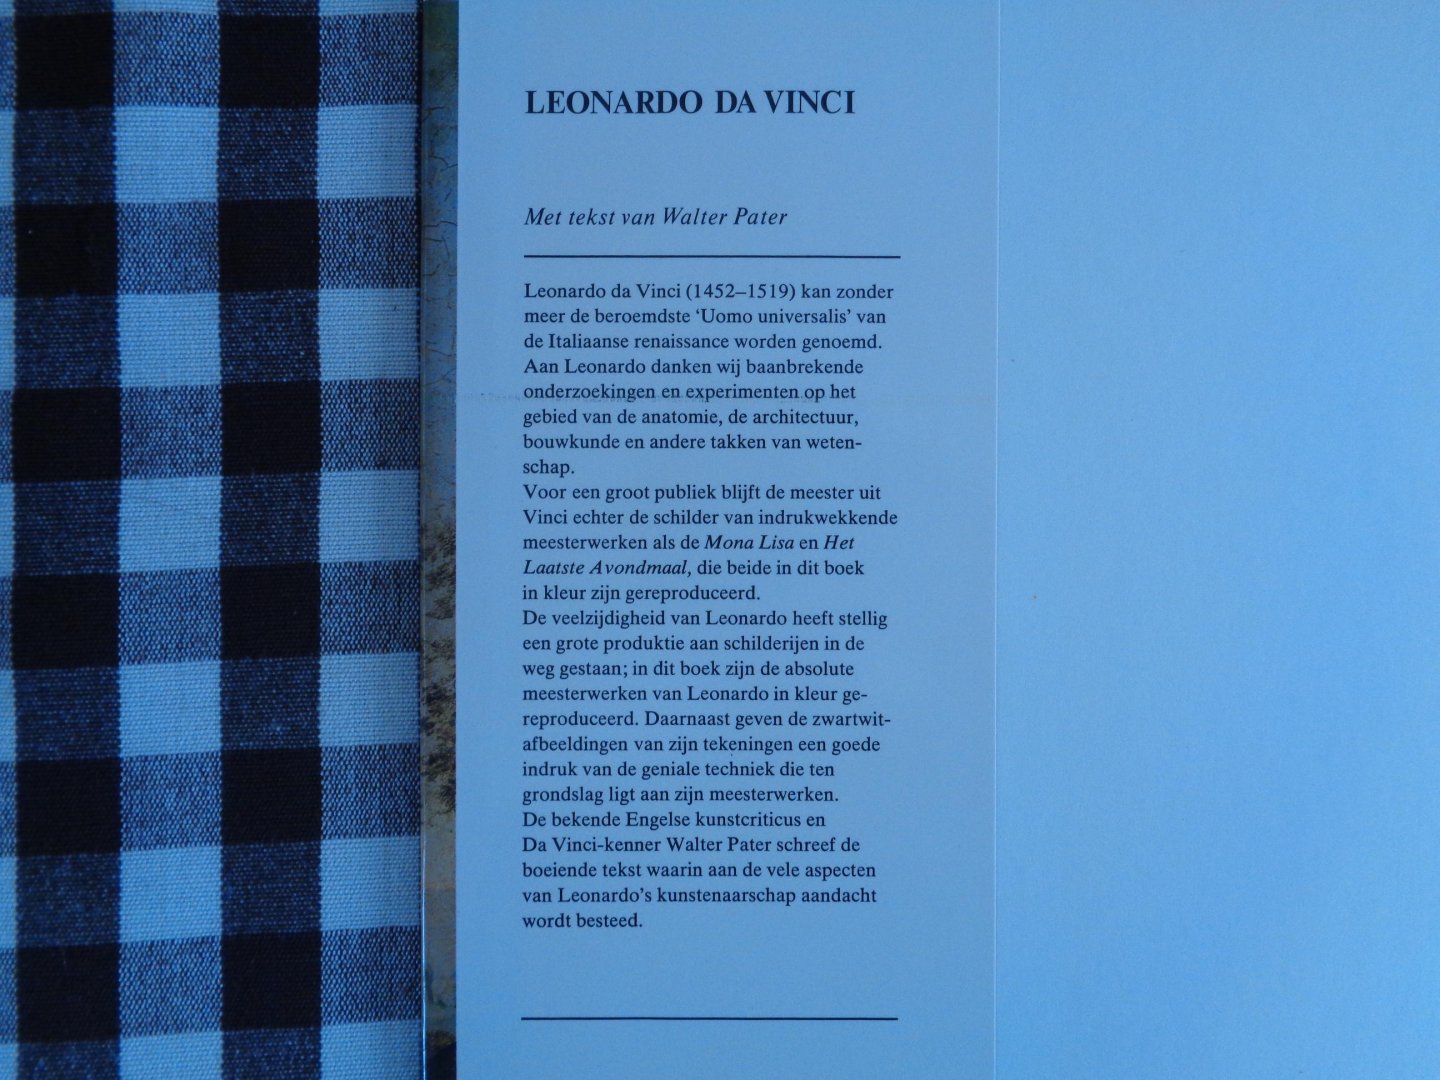 LEONARDO DA VINCI
Met tekst van Walter Pater
Leonardo da Vinci (1452–1519) kan zonder
meer de beroemdste ‘Uomo universalis’ van
de Italiaanse renaissance worden genoemd.
Aan Leonardo danken wij baanbrekende
onderzoekingen en experimenten op het
gebied van de anatomie, de architectuur,
bouwkunde en andere takken van weten-
schap.
Voor een groot publiek blijft de meester uit
Vinci echter de schilder van indrukwekkende
meesterwerken als de Mona Lisa en Het
Laatste Avondmaal, die beide in dit boek
in kleur zijn gereproduceerd.
De veelzijdigheid van Leonardo heeft stellig
een grote produktie aan schilderijen in de
weg gestaan; in dit boek zijn de absolute
meesterwerken van Leonardo in kleur ge-
reproduceerd. Daarnaast geven de zwartwit-
afbeeldingen van zijn tekeningen een goede
indruk van de geniale techniek die ten
grondslag ligt aan zijn meesterwerken.
De bekende Engelse kunstcriticus en
Da Vinci-kenner Walter Pater schreef de
boeiende tekst waarin aan de vele aspecten
van Leonardo’s kunstenaarschap aandacht
wordt besteed.